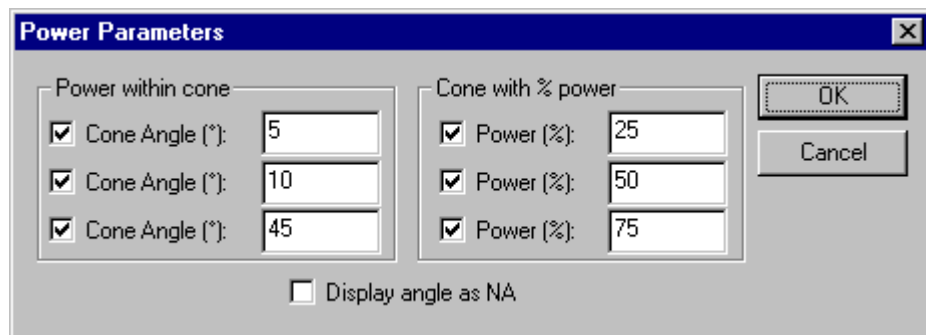 Power Parameters
Power within cone
Cone Angle (°): 5
Cone Angle (°): 10
Cone Angle (°): 45
Cone with % power
Power (%): 25
Power (%): 50
Power (%): 75
OK
Cancel
Display angle as NA